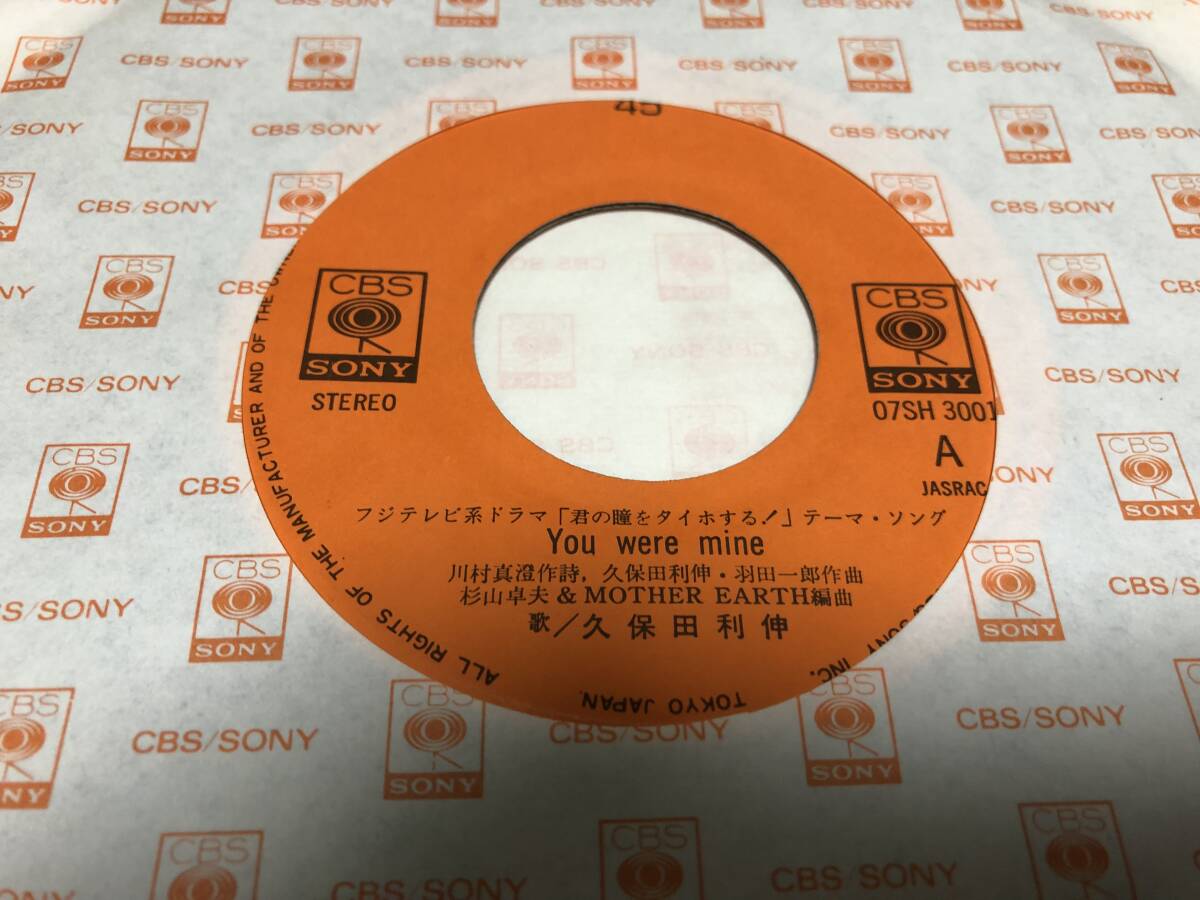 45
CBS
SONY
STEREO
CBS
SONY
07SH 3001
A
JASRAC
フジテレビ系ドラマ「君の瞳をタイホする!」テーマ・ソング
You were mine
川村真澄作詩, 久保田利伸・羽田一郎作曲
杉山卓夫 & MOTHER EARTH編曲
歌／久保田利伸
ALL RIGHTS OF THE MANUFACTURER AND OF THE
INC. TOKYO JAPAN.
CBS/SONY